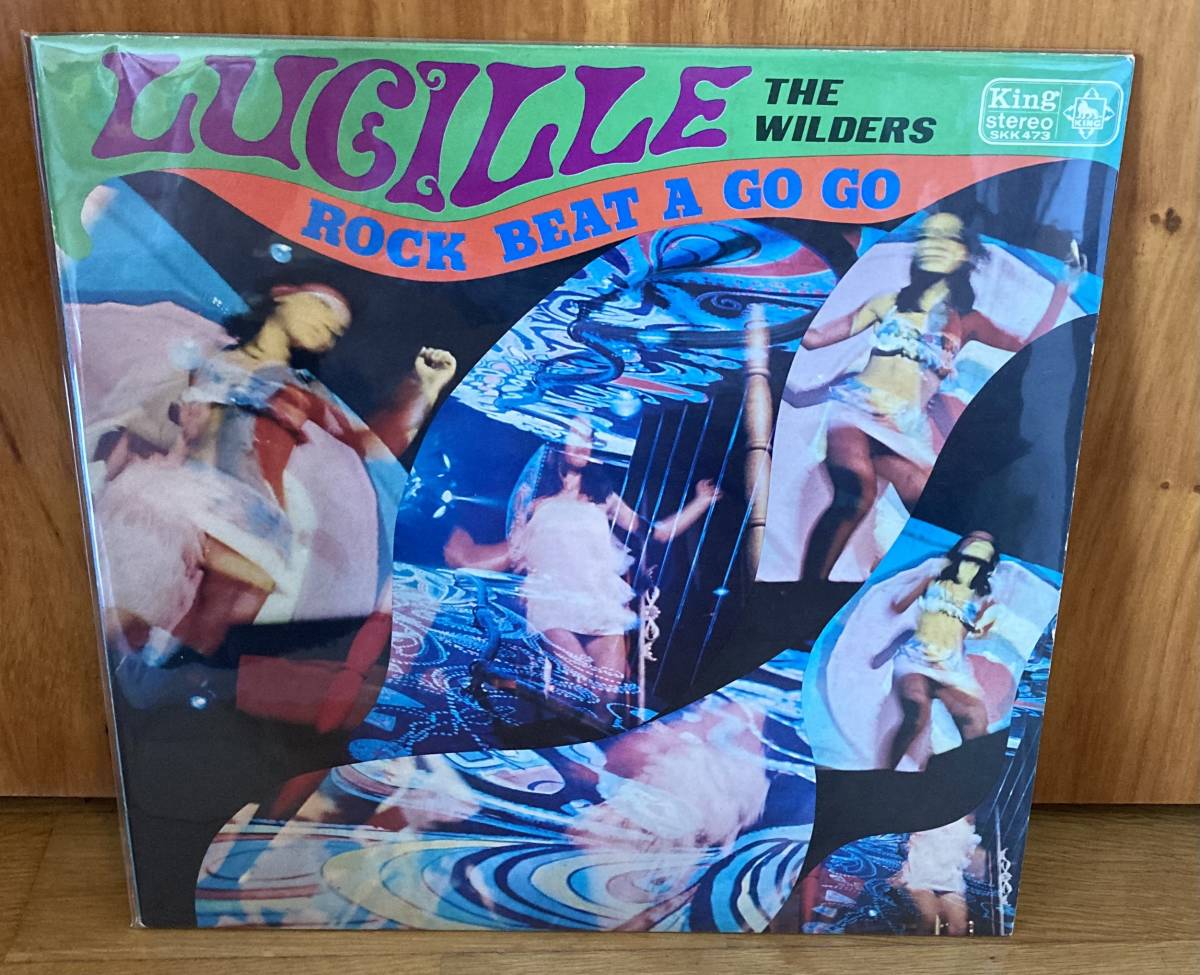 LUCILLE
THE
WILDERS
King
stereo
SKK 473
KING
ROCK BEAT A GO GO